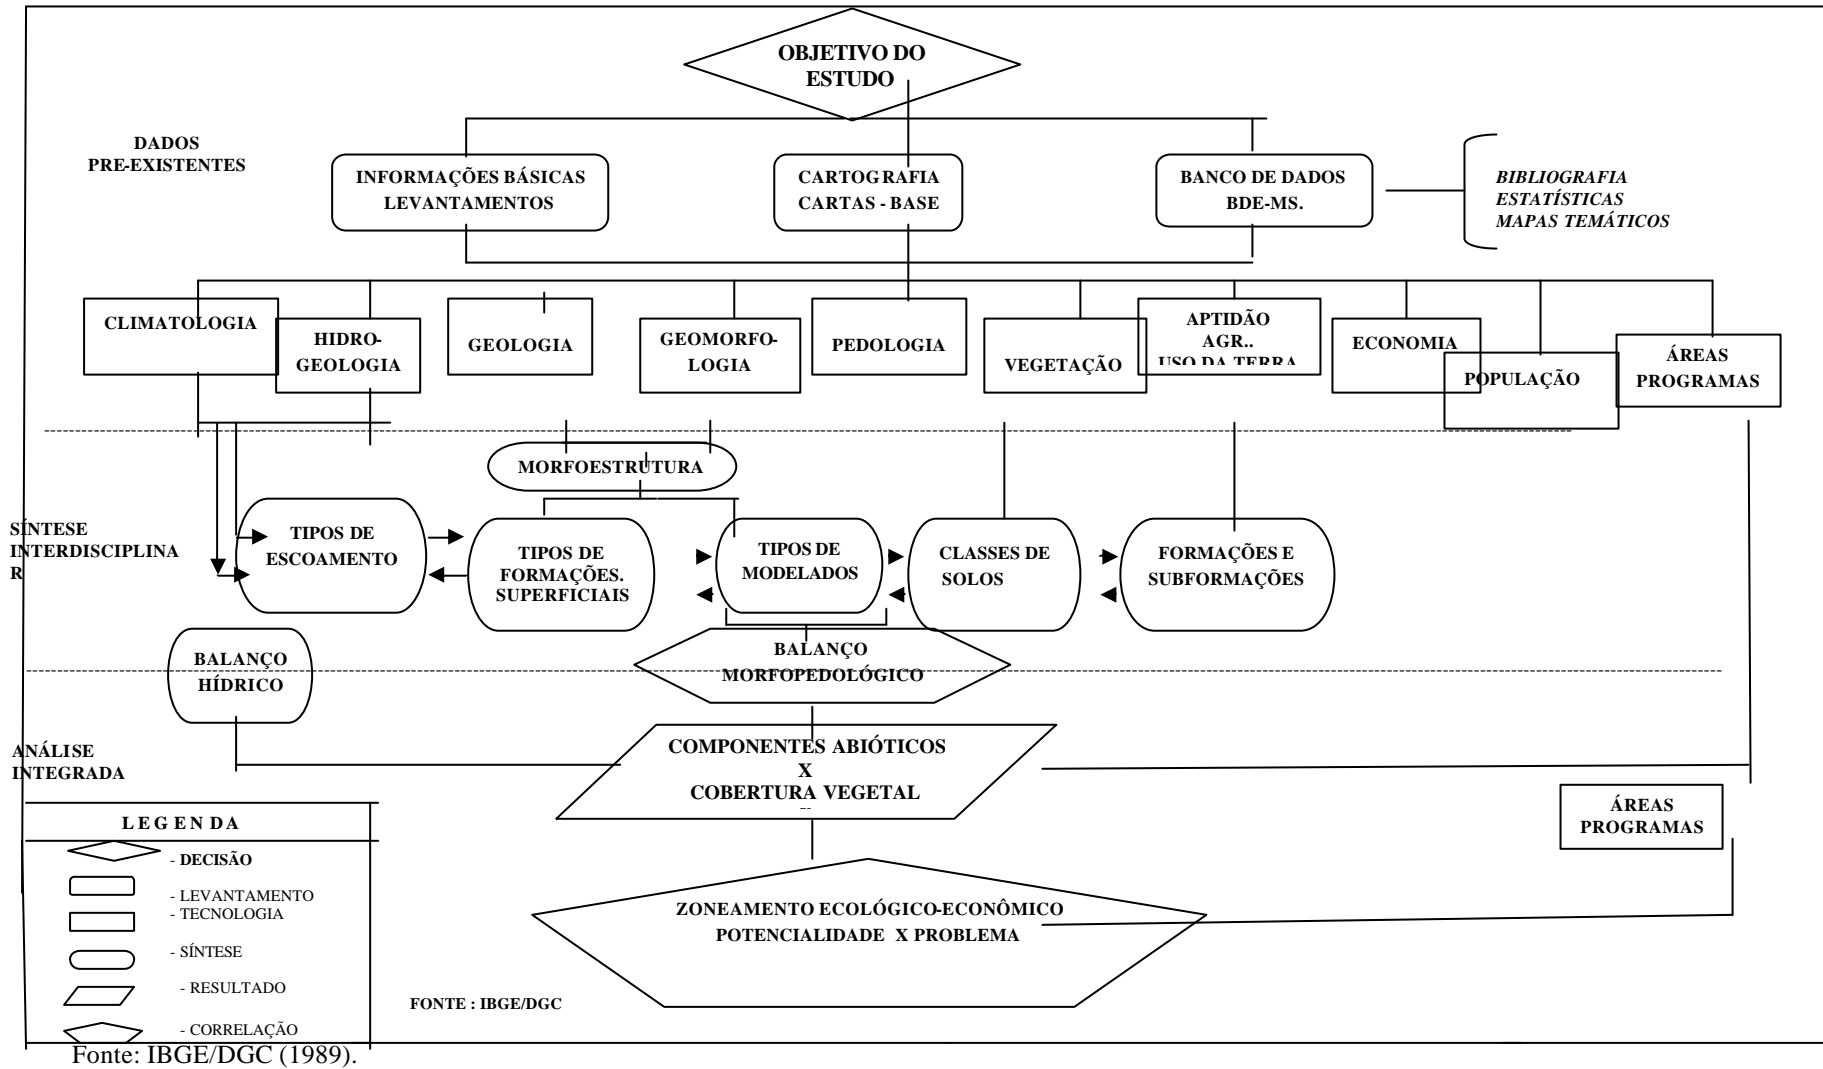 OBJETIVO DO
ESTUDO
DADOS
PRE-EXISTENTES
INFORMAÇÕES BÁSICAS
LEVANTAMENTOS
CARTOGRAFIA
CARTAS - BASE
BANCO DE DADOS
BDE-MS.
BIBLIOGRAFIA
ESTATÍSTICAS
MAPAS TEMÁTICOS
CLIMATOLOGIA
HIDRO-
GEOLOGIA
GEOLOGIA
GEOMORFO-
LOGIA
PEDOLOGIA
VEGETAÇÃO
APTIDÃO
AGR..
USO DA TERRA
ECONOMIA
POPULAÇÃO
ÁREAS
PROGRAMAS
MORFOESTRUTURA
SÍNTESE
INTERDISCIPLINA
R
TIPOS DE
ESCOAMENTO
TIPOS DE
FORMAÇÕES.
SUPERFICIAIS
TIPOS DE
MODELADOS
CLASSES DE
SOLOS
FORMAÇÕES E
SUBFORMAÇÕES
BALANÇO
HÍDRICO
BALANÇO
MORFOPEDOLÓGICO
ANÁLISE
INTEGRADA
COMPONENTES ABIÓTICOS
X
COBERTURA VEGETAL
ÁREAS
PROGRAMAS
ZONEAMENTO ECOLÓGICO-ECONÔMICO
POTENCIALIDADE X PROBLEMA
LEGENDA
- DECISÃO
- LEVANTAMENTO
- TECNOLOGIA
- SÍNTESE
- RESULTADO
- CORRELAÇÃO
FONTE : IBGE/DGC
Fonte: IBGE/DGC (1989).